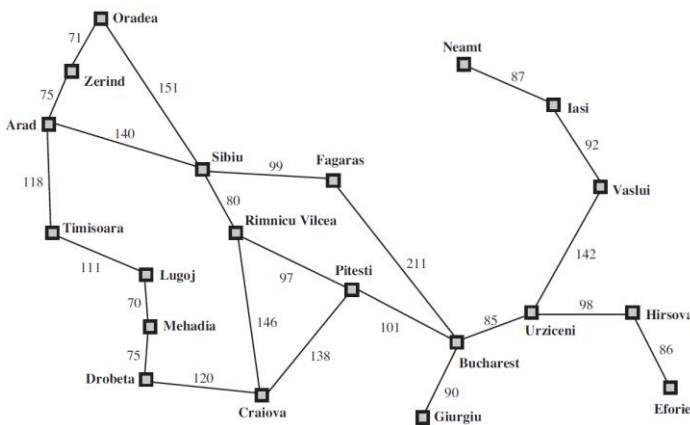 Oradea
Neamt
71
87
Zerind
151
Iasi
75
Arad
140
92
Sibiu
99
Fagaras
118
80
Vaslui
Timisoara
Rimnicu Vilcea
111
Lugoj
97
Pitesti
211
142
70
146
98
Hirsova
Mehadia
101
85
Urziceni
75
138
86
Bucharest
Drobeta
120
90
Craiova
Giurgiu
Eforie